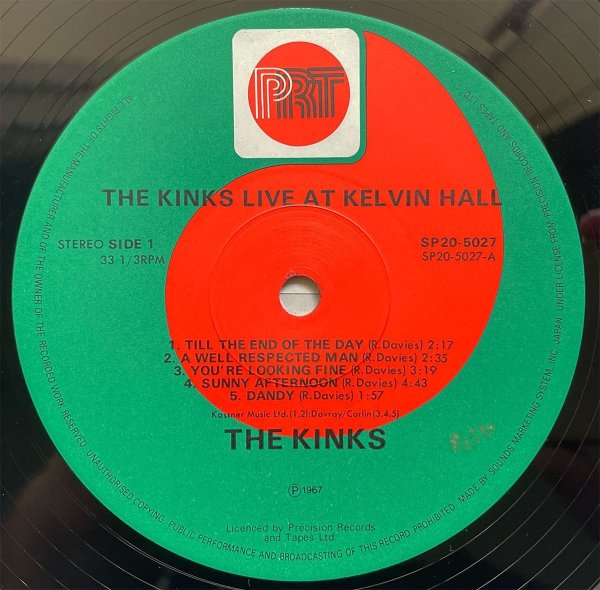 PRT
THE KINKS LIVE AT KELVIN HALL
STEREO SIDE 1
33 1/3RPM
SP20-5027
SP20-5027-A
1. TILL THE END OF THE DAY (R.Davies) 2:17
2. A WELL RESPECTED MAN (R.Davies) 2:35
3. YOU'RE LOOKING FINE (R.Davies) 3:19
4. SUNNY AFTERNOON (R.Davies) 4:43
5. DANDY (R.Davies) 1:57
Kassner Music Ltd.(1,2):Davray/Carlin(3,4,5)
THE KINKS
Ⓟ1967
Licenced by Precision Records
and Tapes Ltd.
ALL RIGHTS OF THE MANUFACTURER AND OF THE OWNER OF THE RECORDED WORK RESERVED. UNAUTHORISED COPYING. PUBLIC PERFORMANCE AND BROADCASTING OF THIS RECORD PROHIBITED. MADE BY SOUNDS MARKETING SYSTEM, INC. JAPAN UNDER LICENSE FROM PRECISION RECORDS AND TAPES LTD.